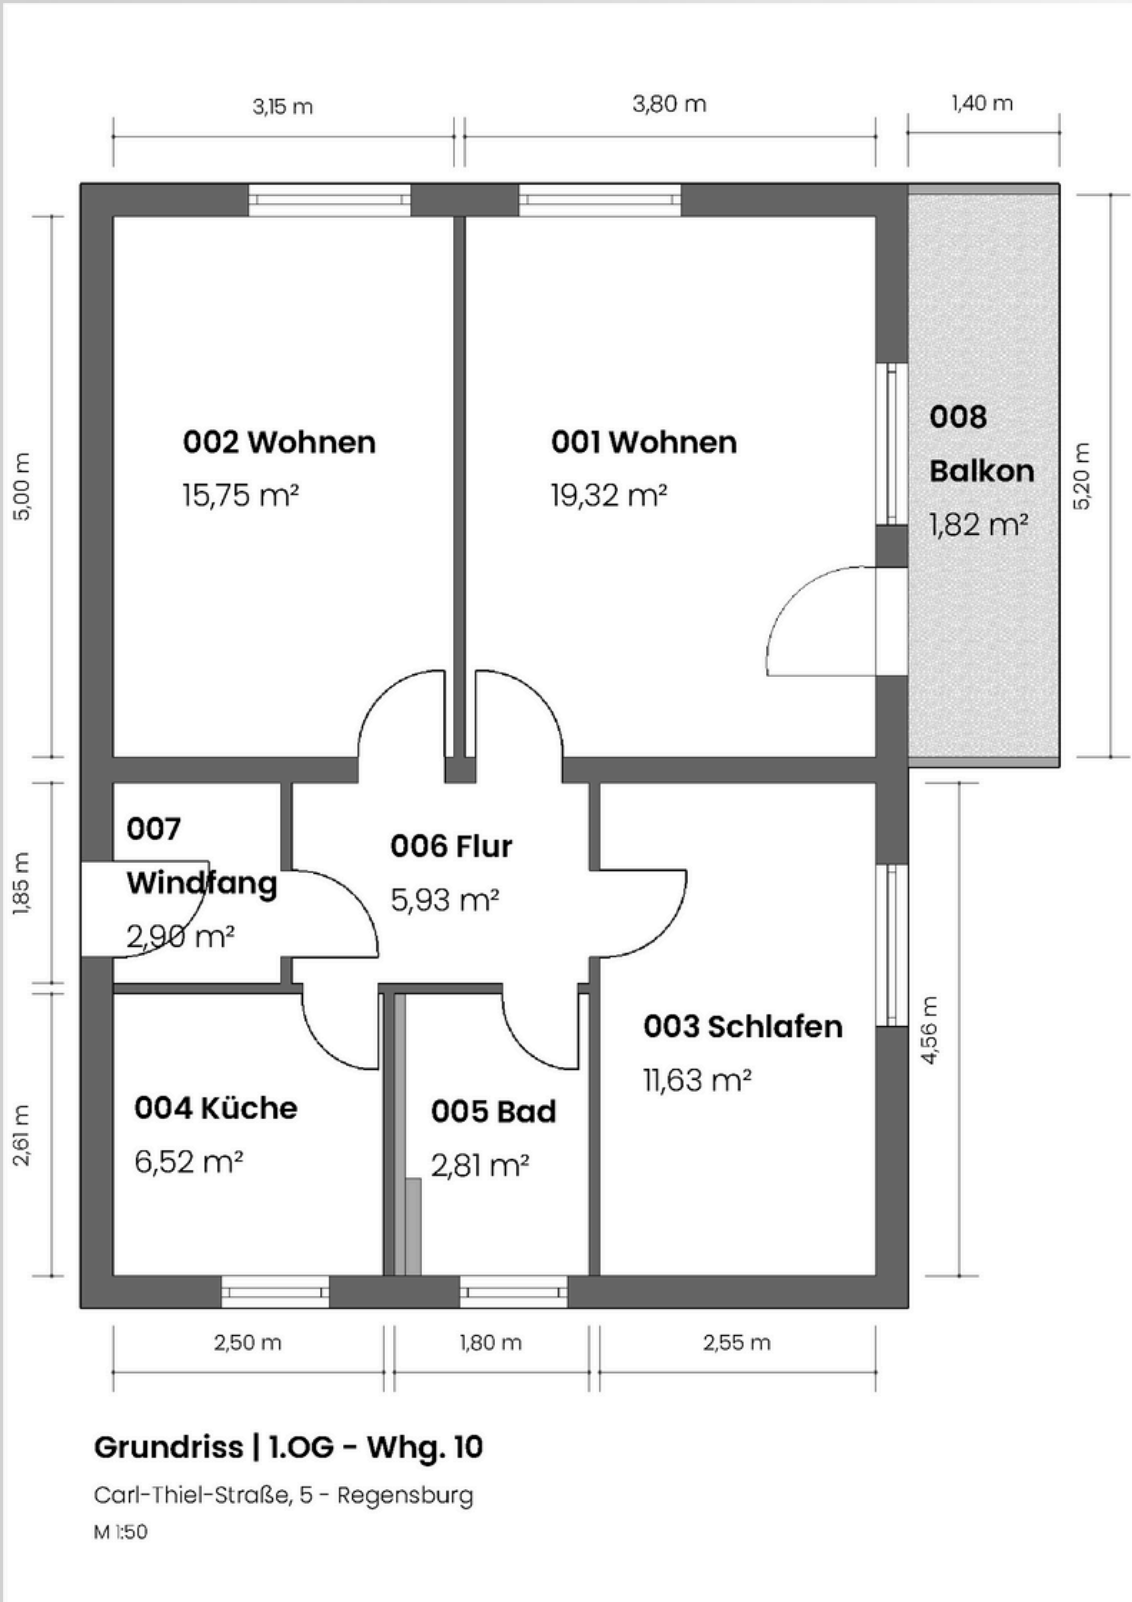 3,15 m
3,80 m
1,40 m
002 Wohnen
15,75 m²
001 Wohnen
19,32 m²
008
Balkon
1,82 m²
5,00 m
5,20 m
007
Windfang
2,90 m²
006 Flur
5,93 m²
1,85 m
003 Schlafen
11,63 m²
4,56 m
004 Küche
6,52 m²
005 Bad
2,81 m²
2,61 m
2,50 m
1,80 m
2,55 m
Grundriss | 1.OG - Whg. 10
Carl-Thiel-Straße, 5 - Regensburg
M 1:50